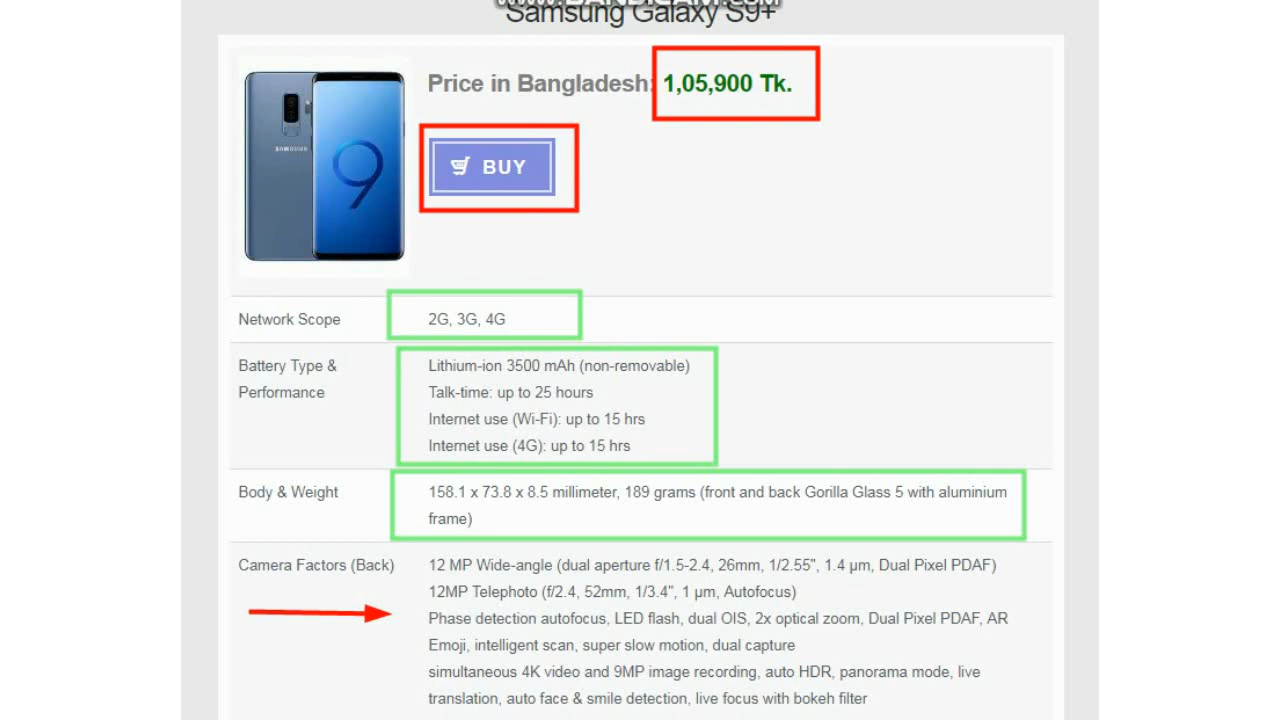 WWW.BANDICAM.COM
Samsung Galaxy S9+
Price in Bangladesh: 1,05,900 Tk.
SAMSUNG
9
BUY
Network Scope 2G, 3G, 4G
Battery Type & Lithium-ion 3500 mAh (non-removable)
Performance Talk-time: up to 25 hours
Internet use (Wi-Fi): up to 15 hrs
Internet use (4G): up to 15 hrs
Body & Weight 158.1 x 73.8 x 8.5 millimeter, 189 grams (front and back Gorilla Glass 5 with aluminium
frame)
Camera Factors (Back) 12 MP Wide-angle (dual aperture f/1.5-2.4, 26mm, 1/2.55", 1.4 μm, Dual Pixel PDAF)
12MP Telephoto (f/2.4, 52mm, 1/3.4", 1 μm, Autofocus)
Phase detection autofocus, LED flash, dual OIS, 2x optical zoom, Dual Pixel PDAF, AR
Emoji, intelligent scan, super slow motion, dual capture
simultaneous 4K video and 9MP image recording, auto HDR, panorama mode, live
translation, auto face & smile detection, live focus with bokeh filter